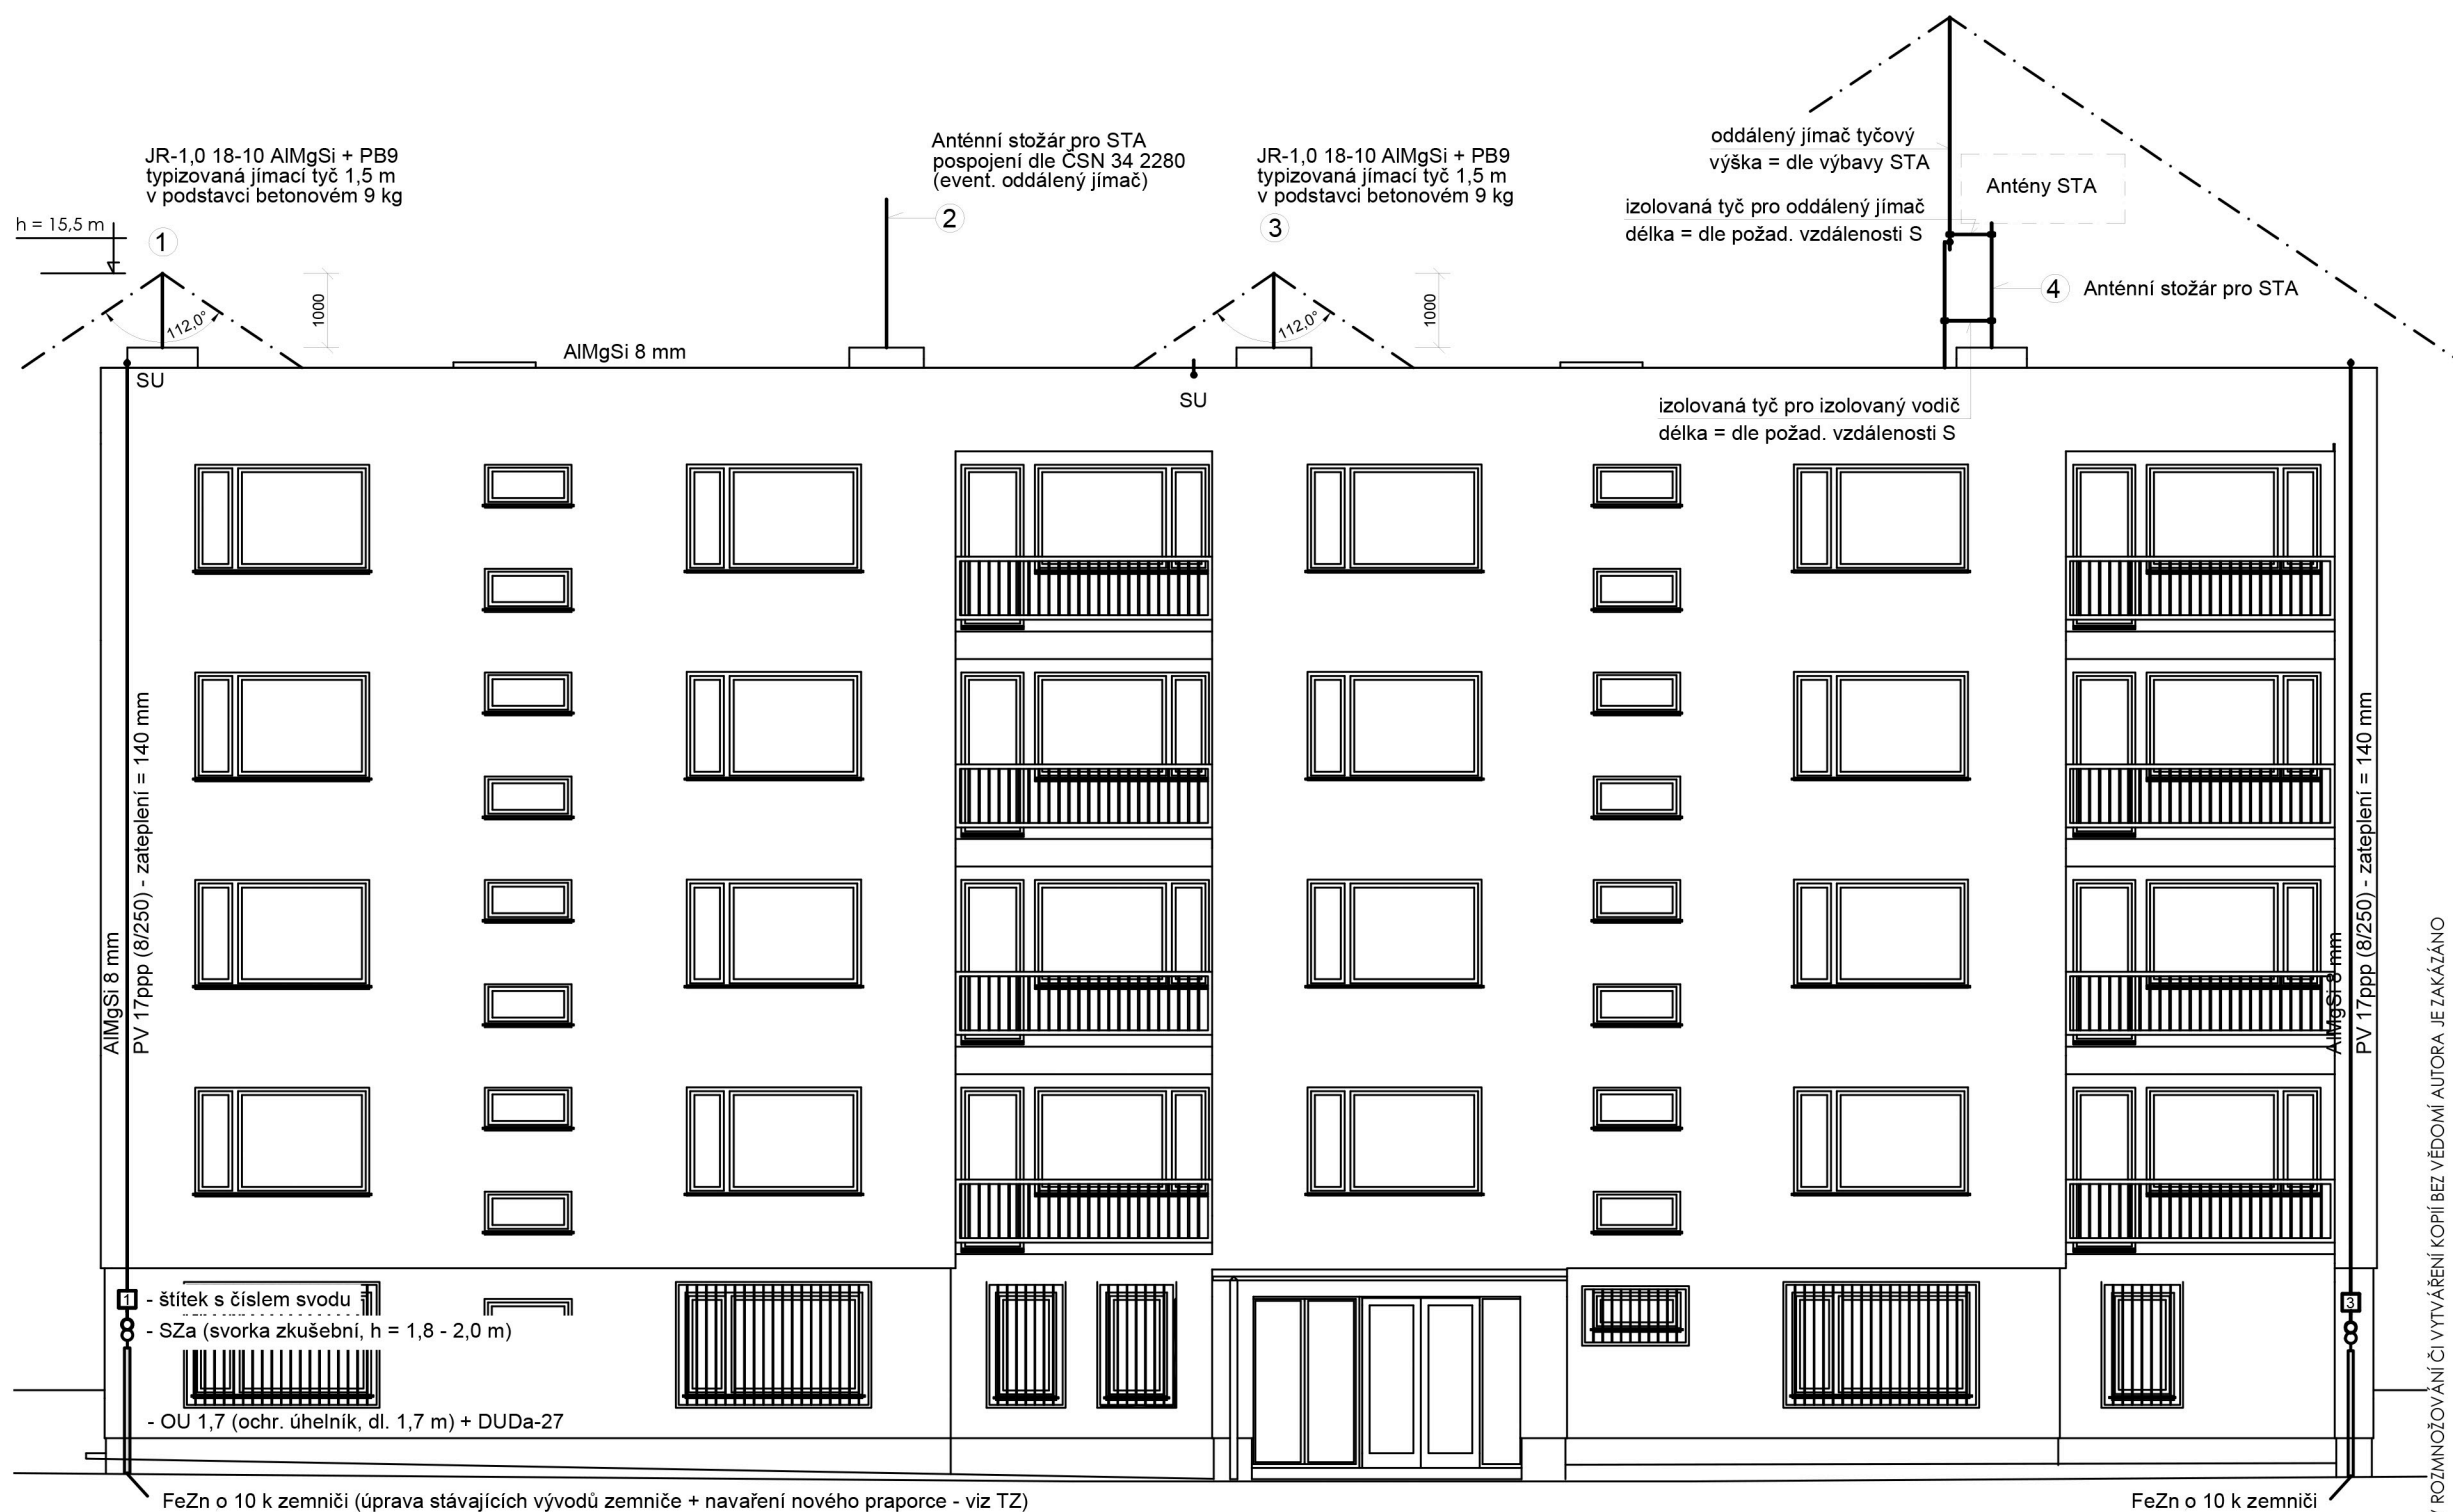 JR-1,0 18-10 AlMgSi + PB9
typizovaná jímací tyč 1,5 m
v podstavci betonovém 9 kg
h = 15,5 m
1
1000
112,0°
SU
AlMgSi 8 mm
Anténní stožár pro STA
pospojení dle ČSN 34 2280
(event. oddálený jímač)
2
JR-1,0 18-10 AlMgSi + PB9
typizovaná jímací tyč 1,5 m
v podstavci betonovém 9 kg
3
1000
112,0°
SU
oddálený jímač tyčový
výška = dle výbavy STA
Antény STA
izolovaná tyč pro oddálený jímač
délka = dle požad. vzdálenosti S
4
Anténní stožár pro STA
izolovaná tyč pro izolovaný vodič
délka = dle požad. vzdálenosti S
AlMgSi 8 mm
PV 17ppp (8/250) - zateplení = 140 mm
AlMgSi 8 mm
PV 17ppp (8/250) - zateplení = 140 mm
1
- štítek s číslem svodu
- SZa (svorka zkušební, h = 1,8 - 2,0 m)
- OU 1,7 (ochr. úhelník, dl. 1,7 m) + DUDa-27
3
FeZn o 10 k zemniči (úprava stávajících vývodů zemniče + navaření nového praporce - viz TZ)
FeZn o 10 k zemniči
ROZMNOŽOVÁNÍ ČI VYTVÁŘENÍ KOPIÍ BEZ VĚDOMÍ AUTORA JE ZAKÁZÁNO